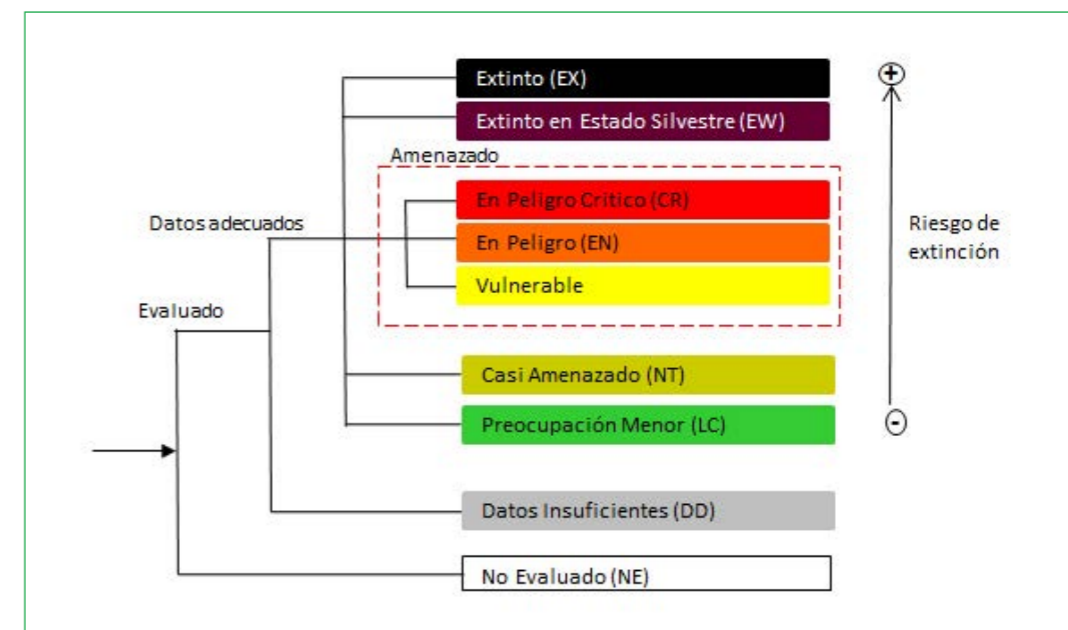 Extinto (EX)
+
Extinto en Estado Silvestre (EW)
Amenazado
En Peligro Critico (CR)
Datos adecuados
En Peligro (EN)
Riesgo de
extinción
Vulnerable
Evaluado
Casi Amenazado (NT)
Preocupación Menor (LC)
-
Datos Insuficientes (DD)
No Evaluado (NE)